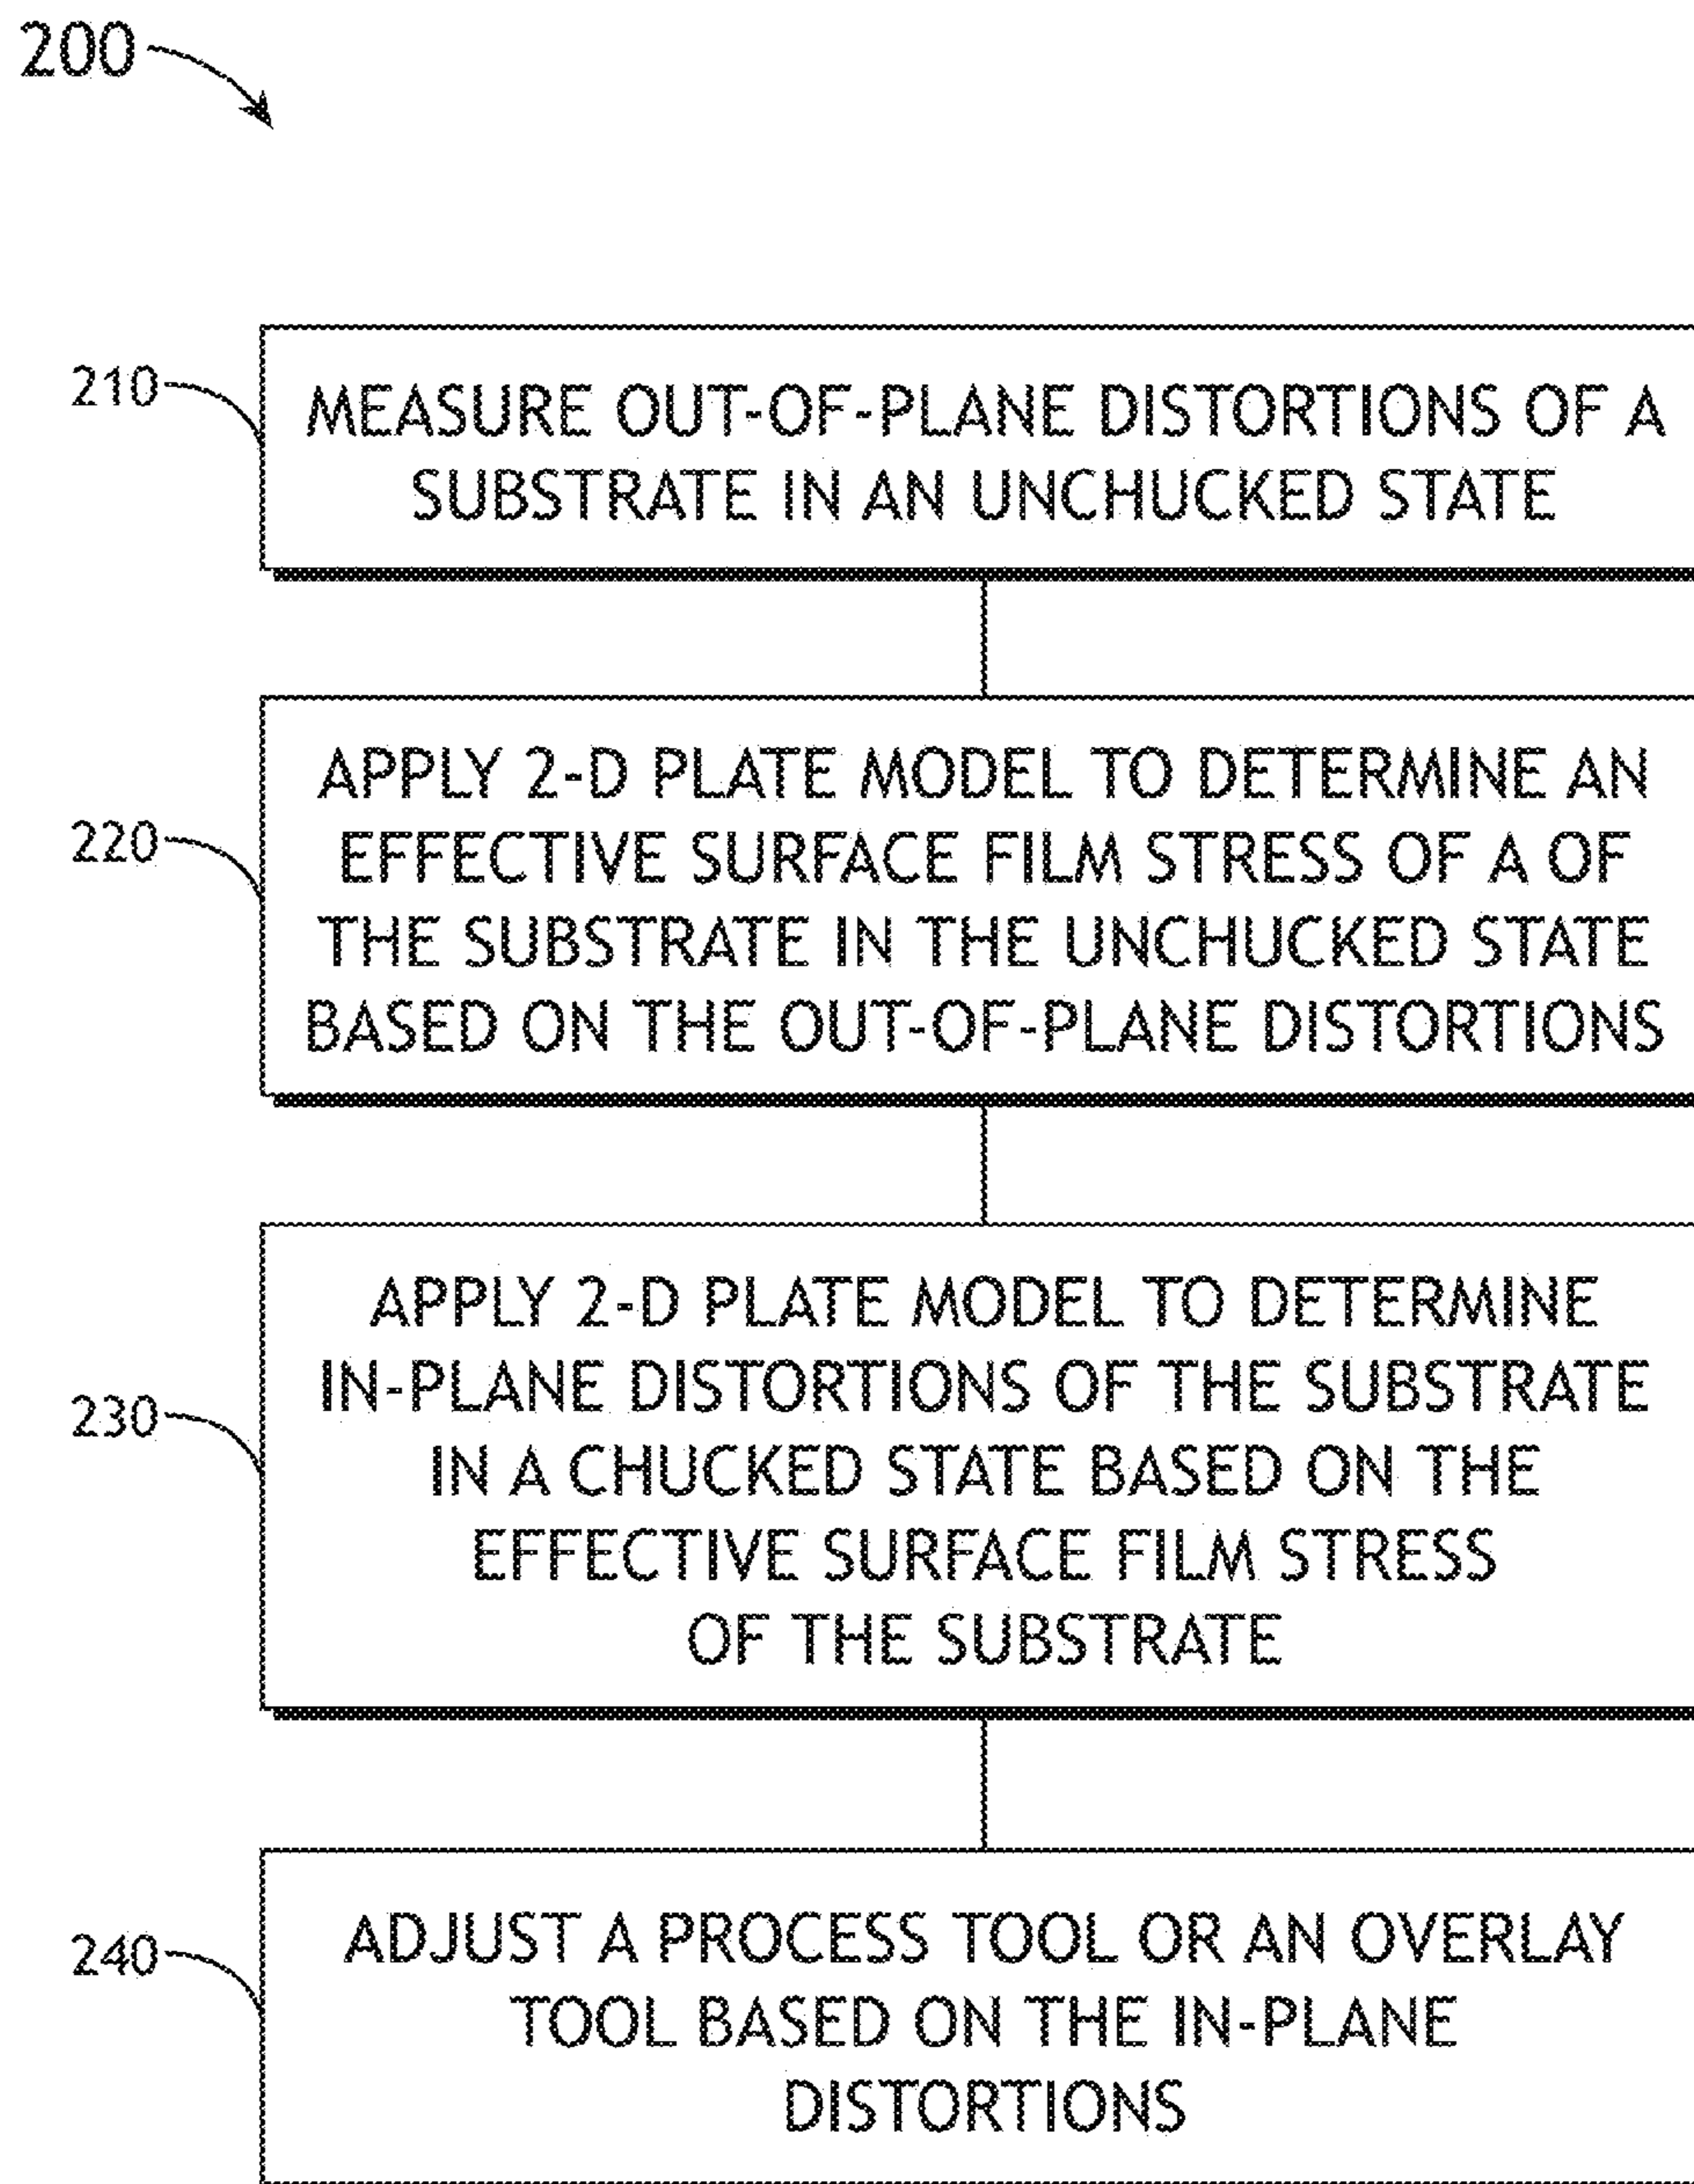 200
210
MEASURE OUT-OF-PLANE DISTORTIONS OF A
SUBSTRATE IN AN UNCHUCKED STATE
220
APPLY 2-D PLATE MODEL TO DETERMINE AN
EFFECTIVE SURFACE FILM STRESS OF A OF
THE SUBSTRATE IN THE UNCHUCKED STATE
BASED ON THE OUT-OF-PLANE DISTORTIONS
230
APPLY 2-D PLATE MODEL TO DETERMINE
IN-PLANE DISTORTIONS OF THE SUBSTRATE
IN A CHUCKED STATE BASED ON THE
EFFECTIVE SURFACE FILM STRESS
OF THE SUBSTRATE
240
ADJUST A PROCESS TOOL OR AN OVERLAY
TOOL BASED ON THE IN-PLANE
DISTORTIONS